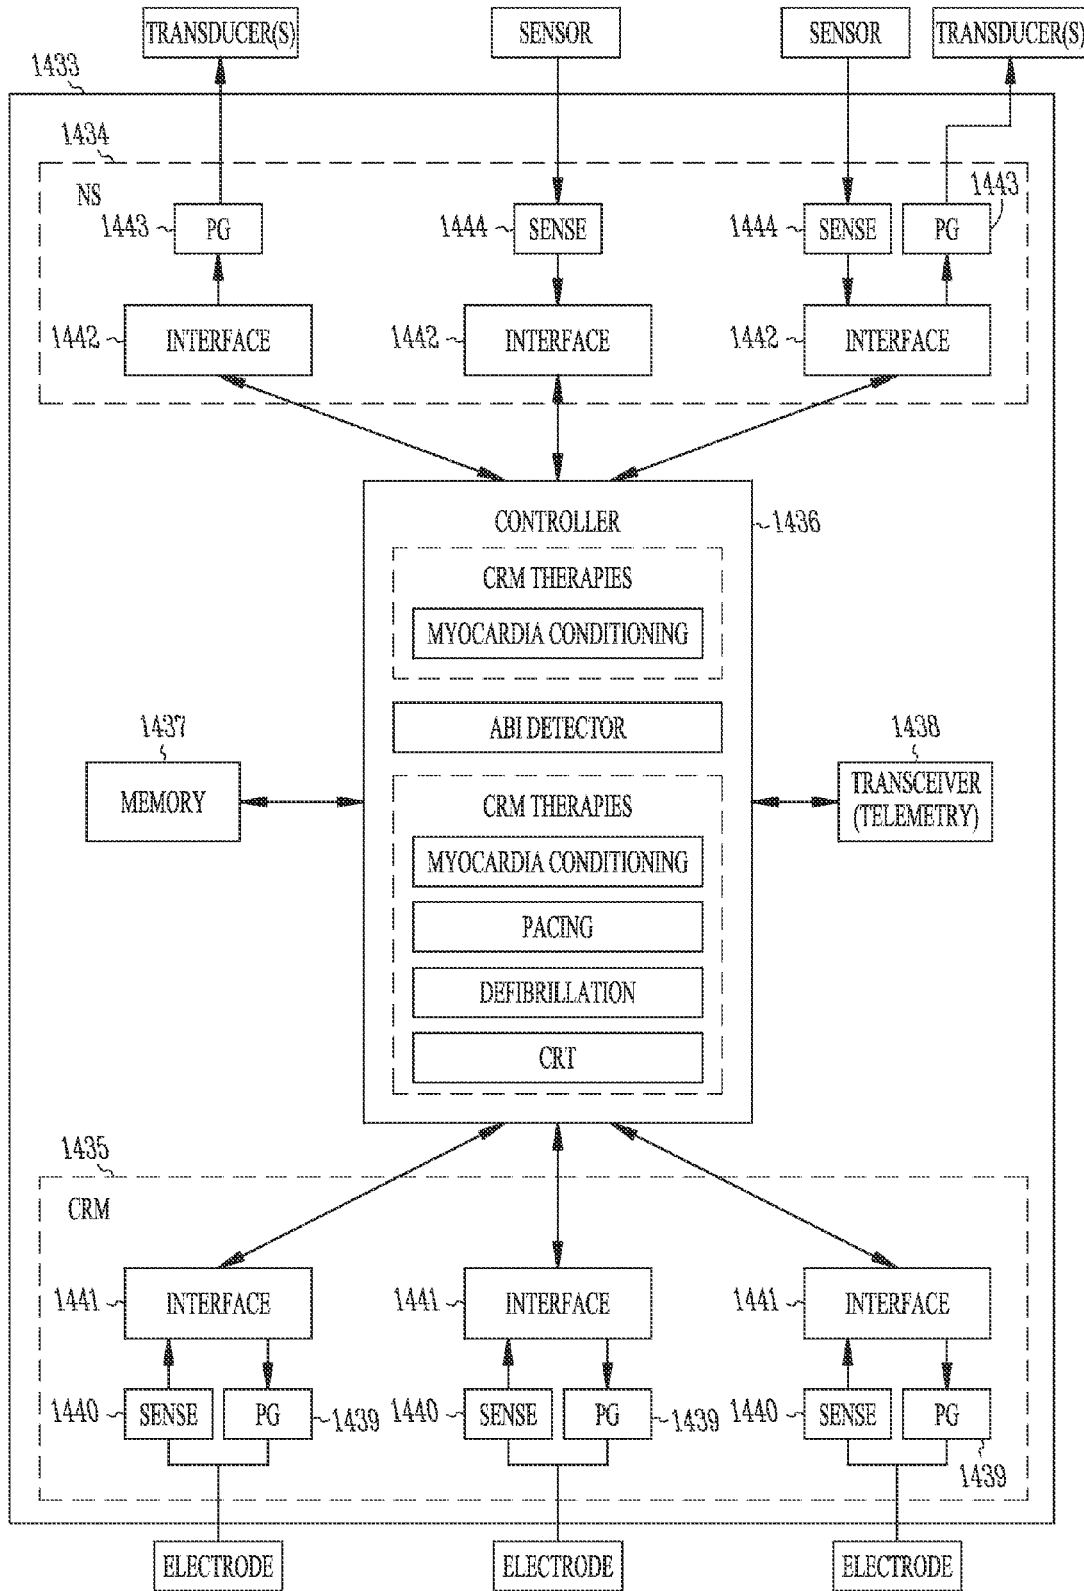 TRANSDUCER(S)
SENSOR
SENSOR
TRANSDUCER(S)
1433
1434
NS
1443
PG
1444
SENSE
1444
SENSE
PG
1443
1442
INTERFACE
1442
INTERFACE
1442
INTERFACE
CONTROLLER
1436
CRM THERAPIES
MYOCARDIA CONDITIONING
ABI DETECTOR
1437
MEMORY
1438
TRANSCEIVER
(TELEMETRY)
CRM THERAPIES
MYOCARDIA CONDITIONING
PACING
DEFIBRILLATION
CRT
1435
CRM
1441
INTERFACE
1441
INTERFACE
1441
INTERFACE
1440
SENSE
PG
1439
1440
SENSE
PG
1439
1440
SENSE
PG
1439
ELECTRODE
ELECTRODE
ELECTRODE